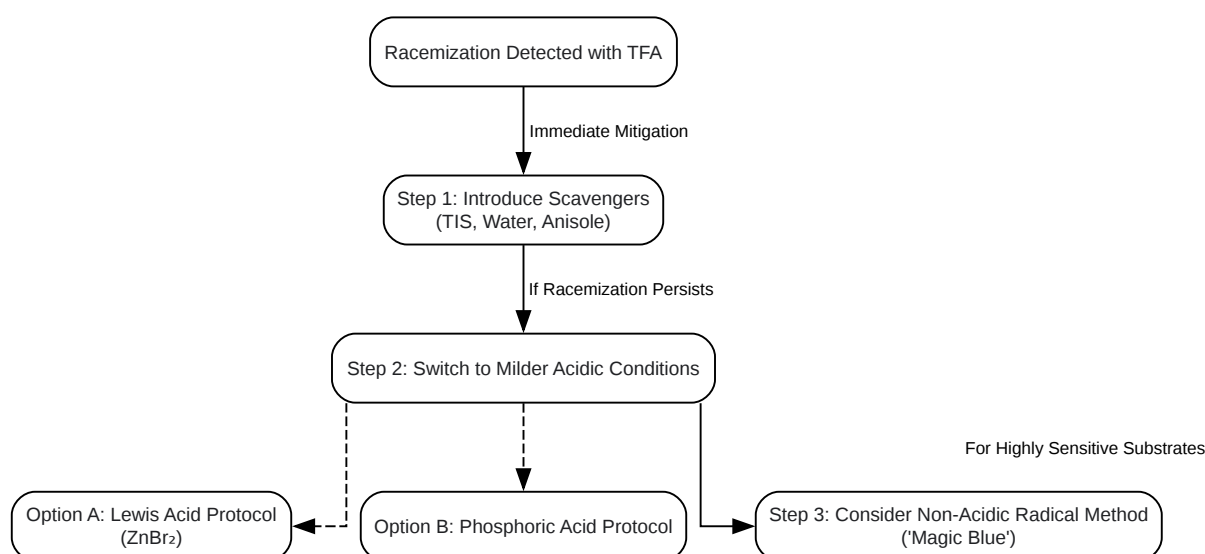 Racemization Detected with TFA
Immediate Mitigation
Step 1: Introduce Scavengers
(TIS, Water, Anisole)
If Racemization Persists
Step 2: Switch to Milder Acidic Conditions
For Highly Sensitive Substrates
Option A: Lewis Acid Protocol
(ZnBr₂)
Option B: Phosphoric Acid Protocol
Step 3: Consider Non-Acidic Radical Method
('Magic Blue')